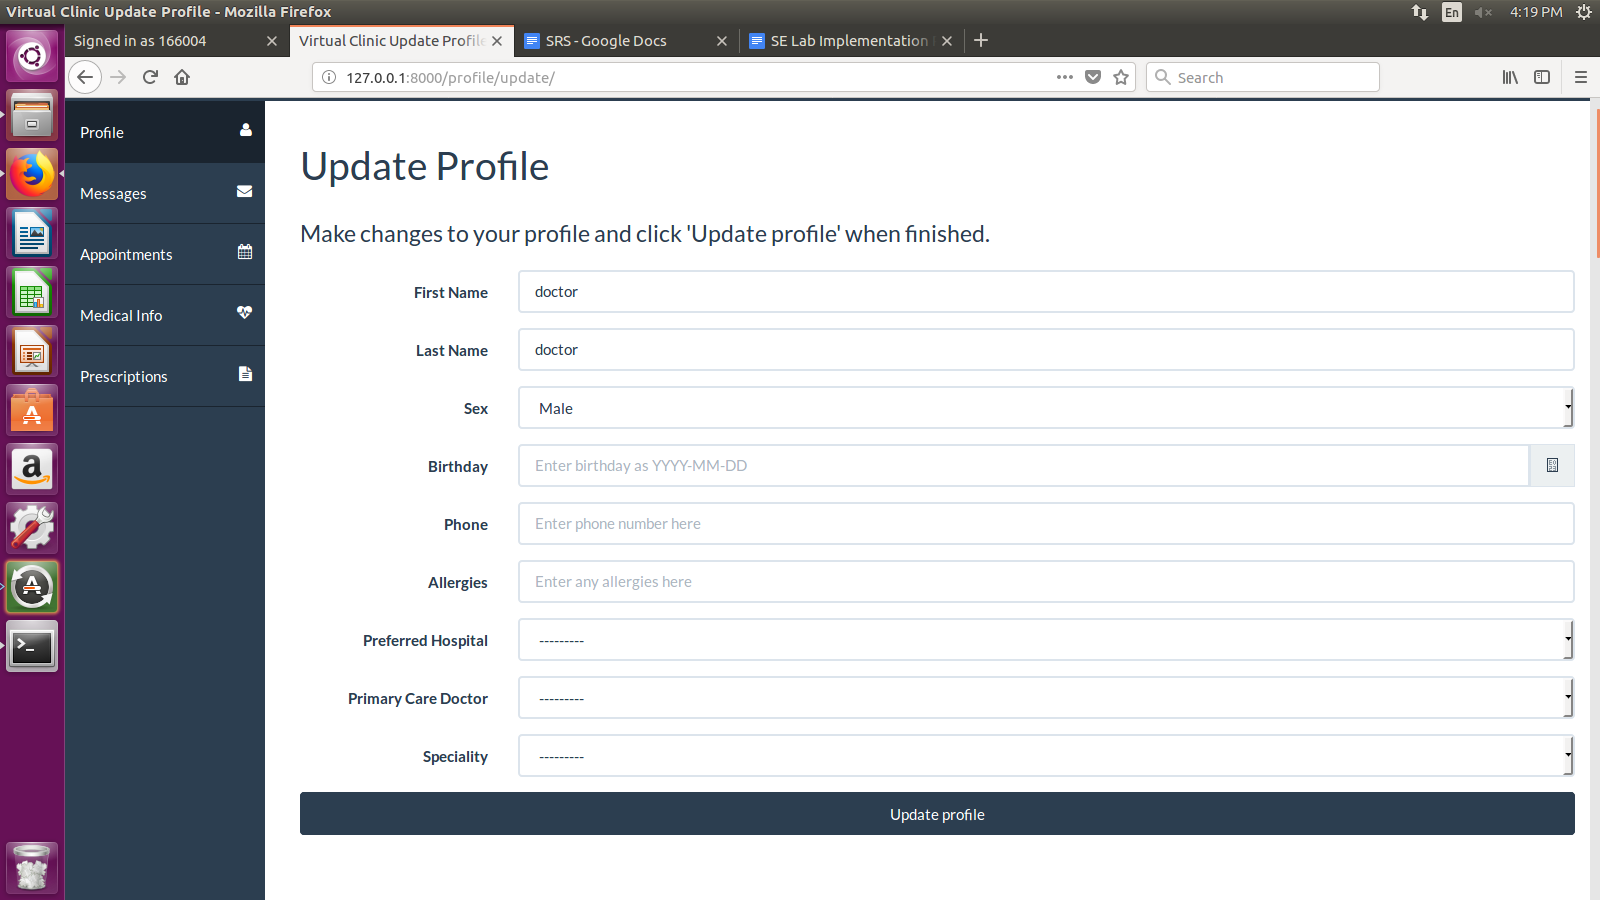 Virtual Clinic Update Profile - Mozilla Firefox
En
4:19 PM
Signed in as 166004
Virtual Clinic Update Profile
SRS - Google Docs
SE Lab Implementation
127.0.0.1:8000/profile/update/
Search
Profile
Messages
Appointments
Medical Info
Prescriptions
Update Profile
Make changes to your profile and click 'Update profile' when finished.
First Name
doctor
Last Name
doctor
Sex
Male
Birthday
Enter birthday as YYYY-MM-DD
Phone
Enter phone number here
Allergies
Enter any allergies here
Preferred Hospital
---------
Primary Care Doctor
---------
Speciality
---------
Update profile